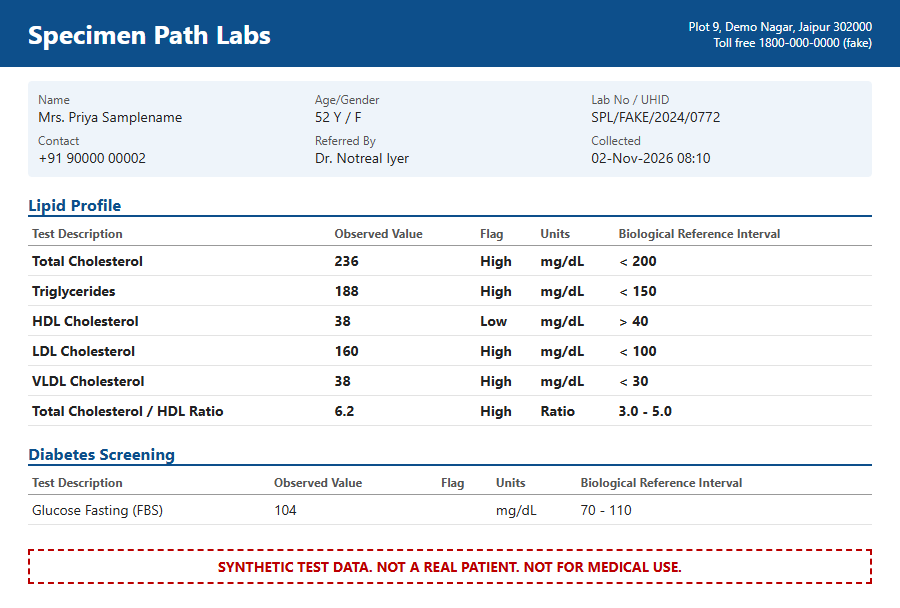 Specimen Path Labs
Plot 9, Demo Nagar, Jaipur 302000
Toll free 1800-000-0000 (fake)
Name Age/Gender Lab No / UHID
Mrs. Priya Samplename 52 Y / F SPL/FAKE/2024/0772
Contact Referred By Collected
+91 90000 00002 Dr. Notreal Iyer 02-Nov-2026 08:10
Lipid Profile
Test Description Observed Value Flag Units Biological Reference Interval
Total Cholesterol 236 High mg/dL < 200
Triglycerides 188 High mg/dL < 150
HDL Cholesterol 38 Low mg/dL > 40
LDL Cholesterol 160 High mg/dL < 100
VLDL Cholesterol 38 High mg/dL < 30
Total Cholesterol / HDL Ratio 6.2 High Ratio 3.0 - 5.0
Diabetes Screening
Test Description Observed Value Flag Units Biological Reference Interval
Glucose Fasting (FBS) 104 mg/dL 70 - 110
SYNTHETIC TEST DATA. NOT A REAL PATIENT. NOT FOR MEDICAL USE.